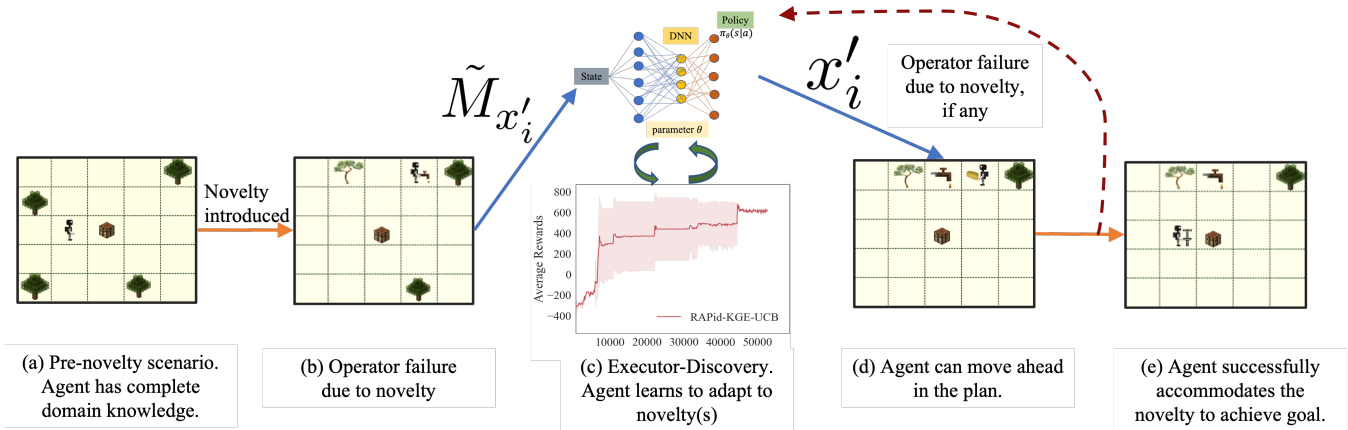 Policy
π_θ(s|a)
DNN
State
parameter θ
M̃_{x'_i}
x'_i
Operator failure
due to novelty,
if any
Novelty
introduced
800
600
400
200
0
−200
−400
Average Rewards
RAPid-KGE-UCB
10000 20000 30000 40000 50000
(a) Pre-novelty scenario.
Agent has complete
domain knowledge.
(b) Operator failure
due to novelty
(c) Executor-Discovery.
Agent learns to adapt to
novelty(s)
(d) Agent can move ahead
in the plan.
(e) Agent successfully
accommodates the
novelty to achieve goal.